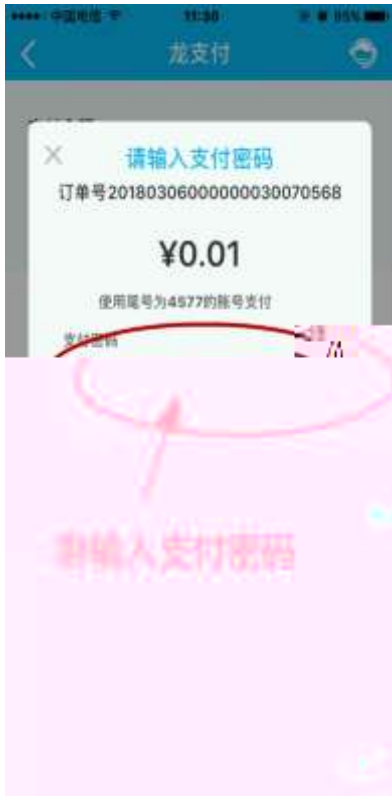 中国电信 11:30 85%
龙支付
请输入支付密码
订单号20180306000000030070568
¥0.01
使用尾号为4577的账号支付
支付密码
请输入支付密码